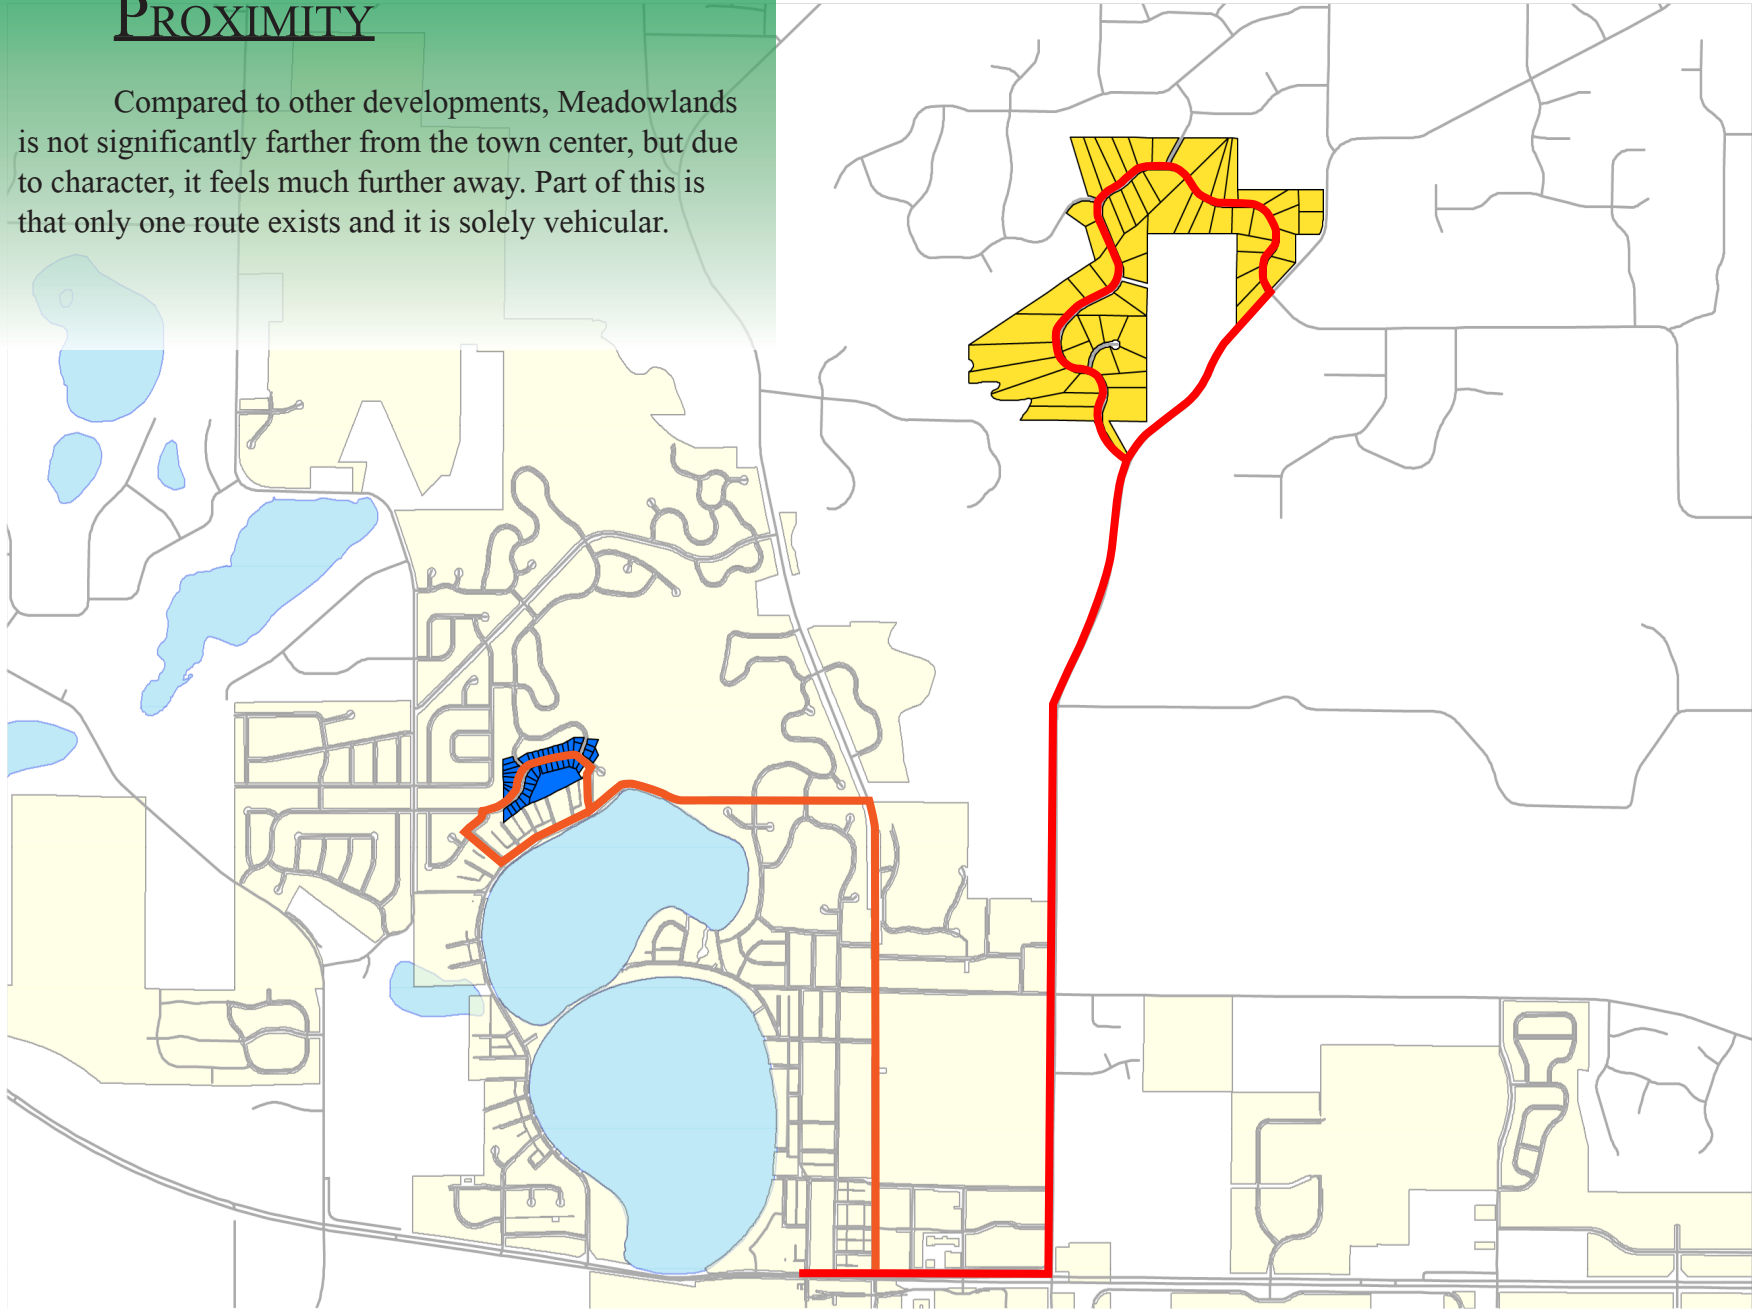 PROXIMITY
Compared to other developments, Meadowlands
is not significantly farther from the town center, but due
to character, it feels much further away. Part of this is
that only one route exists and it is solely vehicular.